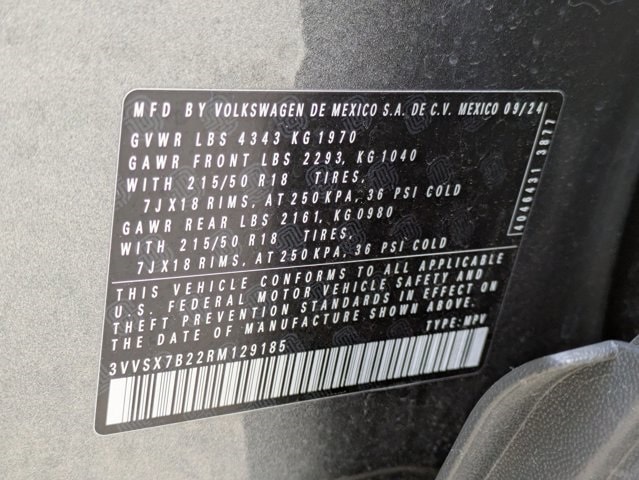 MFD BY VOLKSWAGEN DE MEXICO S.A. DE C.V. MEXICO 09/24
GVWR LBS 4343 KG 1970
GAWR FRONT LBS 2293, KG 1040
WITH 215/50 R18 TIRES,
7JX18 RIMS, AT 250 KPA, 36 PSI COLD
GAWR REAR LBS 2161, KG 0980
WITH 215/50 R18 TIRES,
7JX18 RIMS, AT 250 KPA, 36 PSI COLD
THIS VEHICLE CONFORMS TO ALL APPLICABLE
U.S. FEDERAL MOTOR VEHICLE SAFETY AND
THEFT PREVENTION STANDARDS IN EFFECT ON
THE DATE OF MANUFACTURE SHOWN ABOVE.
3VVSX7B22RM129185 TYPE: MPV
3B77